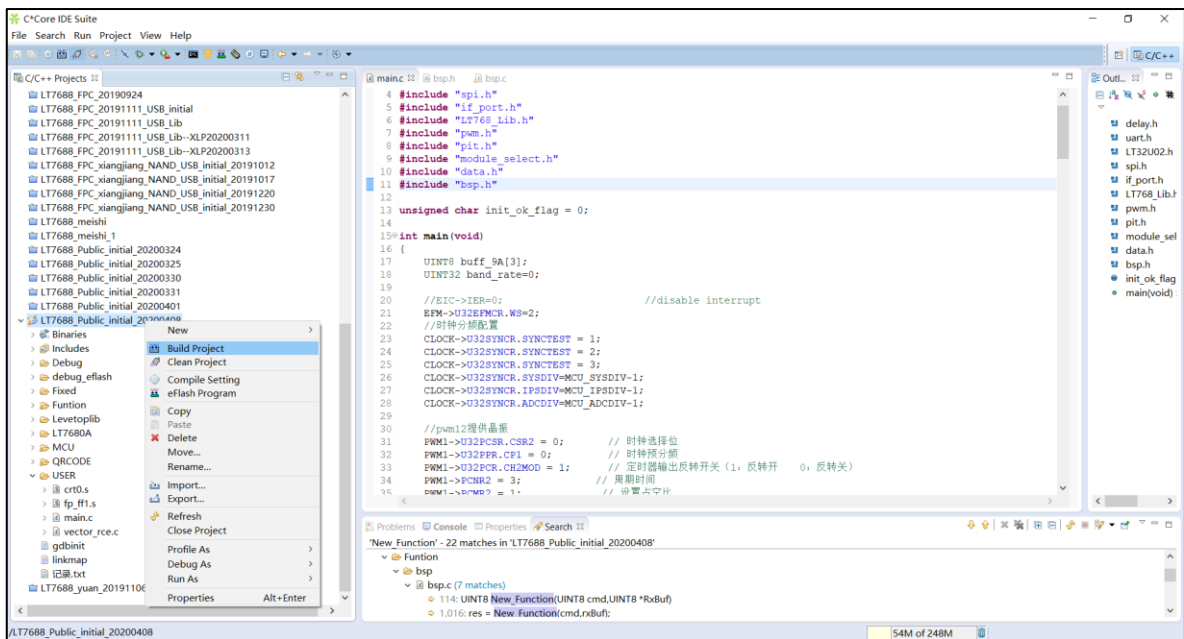 C*Core IDE Suite
File Search Run Project View Help
C/C++
C/C++ Projects
LT7688_FPC_20190924
LT7688_FPC_20191111_USB_initial
LT7688_FPC_20191111_USB_Lib
LT7688_FPC_20191111_USB_Lib--XLP20200311
LT7688_FPC_20191111_USB_Lib--XLP20200313
LT7688_FPC_xiangjiang_NAND_USB_initial_20191012
LT7688_FPC_xiangjiang_NAND_USB_initial_20191017
LT7688_FPC_xiangjiang_NAND_USB_initial_20191220
LT7688_FPC_xiangjiang_NAND_USB_initial_20191230
LT7688_meishi
LT7688_meishi_1
LT7688_Public_initial_20200324
LT7688_Public_initial_20200325
LT7688_Public_initial_20200330
LT7688_Public_initial_20200331
LT7688_Public_initial_20200401
LT7688_Public_initial_20200408
Binaries
Includes
Debug
debug_eflash
Fixed
Funtion
Levetoplib
LT7680A
MCU
QRCODE
USER
crt0.s
fp_ff1.s
main.c
vector_rce.c
gdbinit
linkmap
记录.txt
LT7688_yuan_20191106
New
Build Project
Clean Project
Compile Setting
eFlash Program
Copy
Paste
Delete
Move...
Rename...
Import...
Export...
Refresh
Close Project
Profile As
Debug As
Run As
Properties Alt+Enter
main.c bsp.h bsp.c
4 #include "spi.h"
5 #include "if_port.h"
6 #include "LT768_Lib.h"
7 #include "pwm.h"
8 #include "pit.h"
9 #include "module_select.h"
10 #include "data.h"
11 #include "bsp.h"
12
13 unsigned char init_ok_flag = 0;
14
15 int main(void)
16 {
17 UINT8 buff_9A[3];
18 UINT32 band_rate=0;
19
20 //EIC->IER=0; //disable interrupt
21 EFM->U32EFMCR.WS=2;
22 //时钟分频配置
23 CLOCK->U32SYNCR.SYNCTEST = 1;
24 CLOCK->U32SYNCR.SYNCTEST = 2;
25 CLOCK->U32SYNCR.SYNCTEST = 3;
26 CLOCK->U32SYNCR.SYSDIV=MCU_SYSDIV-1;
27 CLOCK->U32SYNCR.IPSDIV=MCU_IPSDIV-1;
28 CLOCK->U32SYNCR.ADCDIV=MCU_ADCDIV-1;
29
30 //pwm12提供晶振
31 PWM1->U32PCSR.CSR2 = 0; // 时钟选择位
32 PWM1->U32PPR.CP1 = 0; // 时钟预分频
33 PWM1->U32PCR.CH2MOD = 1; // 定时器输出反转开关（1：反转开 0：反转关）
34 PWM1->PCNR2 = 3; // 周期时间
35 PWM1->PCMR2 = 1; // 设置占空比
Outl...
delay.h
uart.h
LT32U02.h
spi.h
if_port.h
LT768_Lib.h
pwm.h
pit.h
module_sel
data.h
bsp.h
init_ok_flag
main(void)
Problems Console Properties Search
'New_Function' - 22 matches in 'LT7688_Public_initial_20200408'
Funtion
bsp
bsp.c (7 matches)
114: UINT8 New_Function(UINT8 cmd,UINT8 *RxBuf)
1,016: res = New_Function(cmd,rxBuf);
/LT7688_Public_initial_20200408
54M of 248M